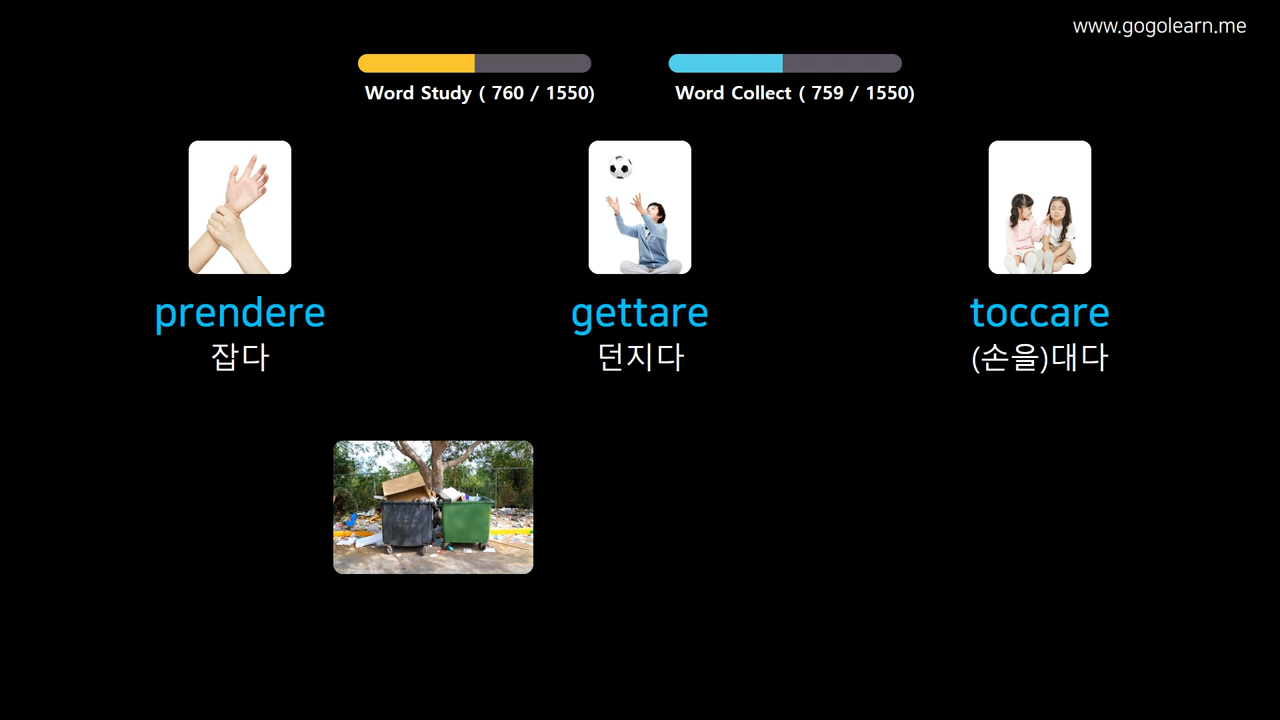 www.gogolearn.me
Word Study ( 760 / 1550)
Word Collect ( 759 / 1550)
prendere
잡다
gettare
던지다
toccare
(손을)대다